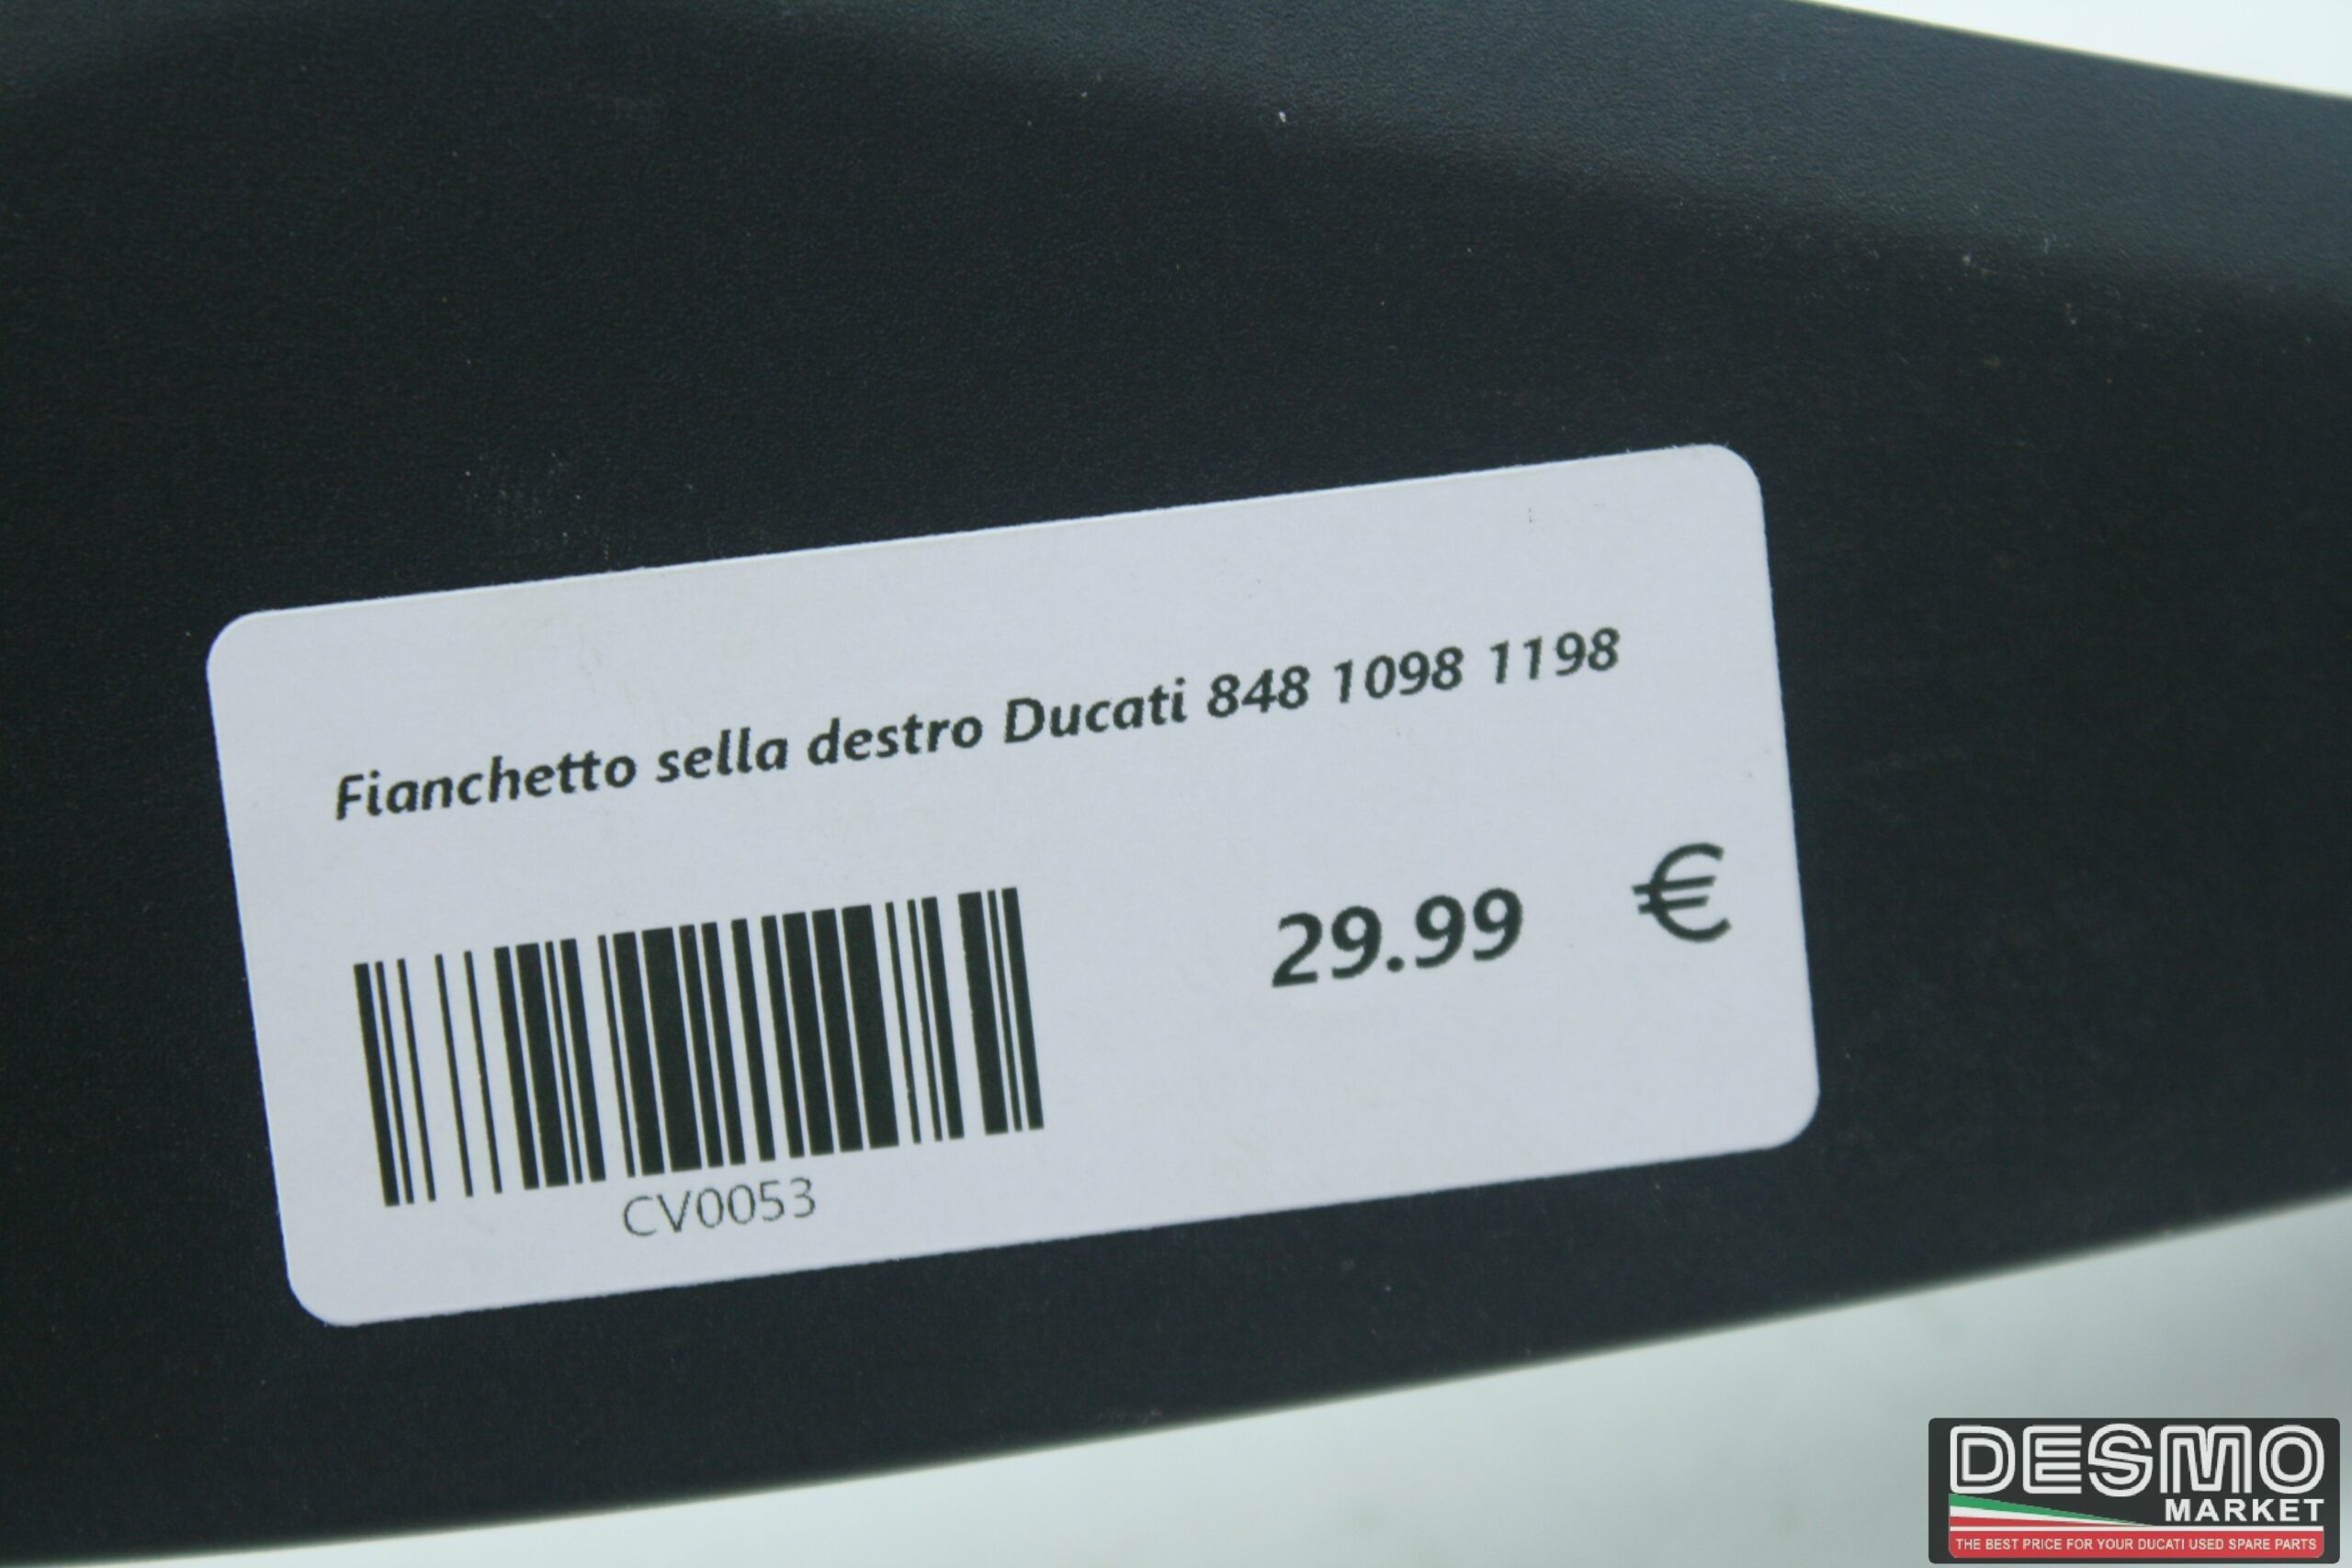 Fianchetto sella destro Ducati 848 1098 1198
29.99 €
CV0053
DESMO
MARKET
THE BEST PRICE FOR YOUR DUCATI USED SPARE PARTS